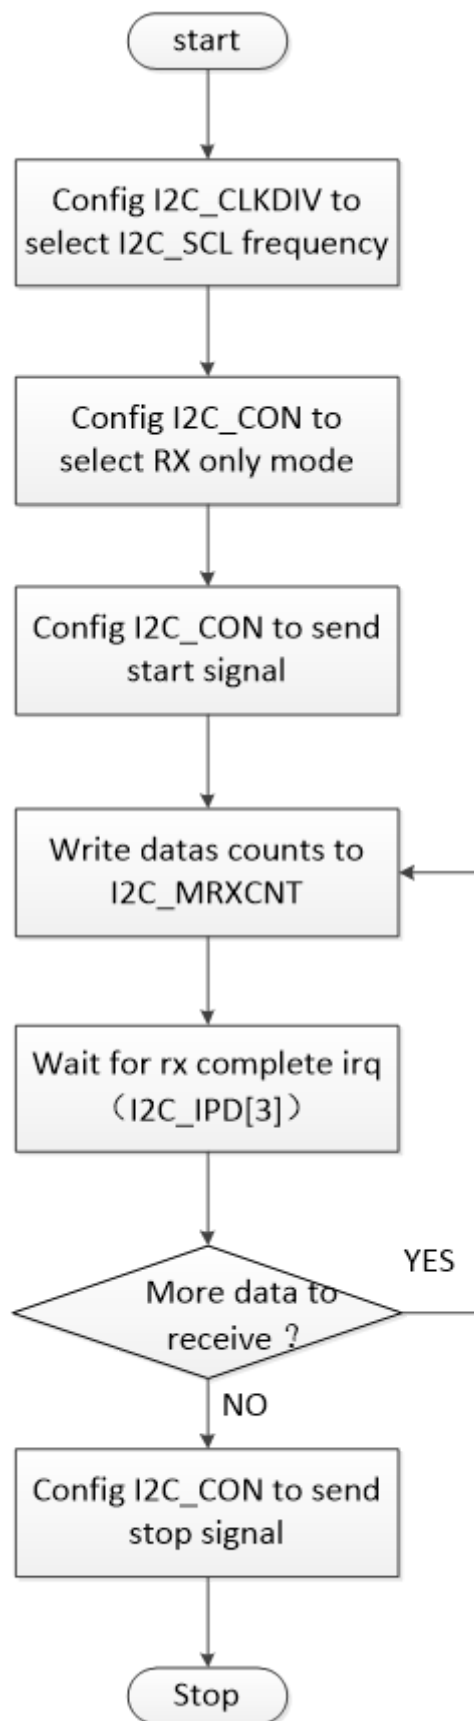 start
Config I2C_CLKDIV to
select I2C_SCL frequency
Config I2C_CON to
select RX only mode
Config I2C_CON to send
start signal
Write datas counts to
I2C_MRXCNT
Wait for rx complete irq
（I2C_IPD[3]）
YES
More data to
receive ？
NO
Config I2C_CON to send
stop signal
Stop